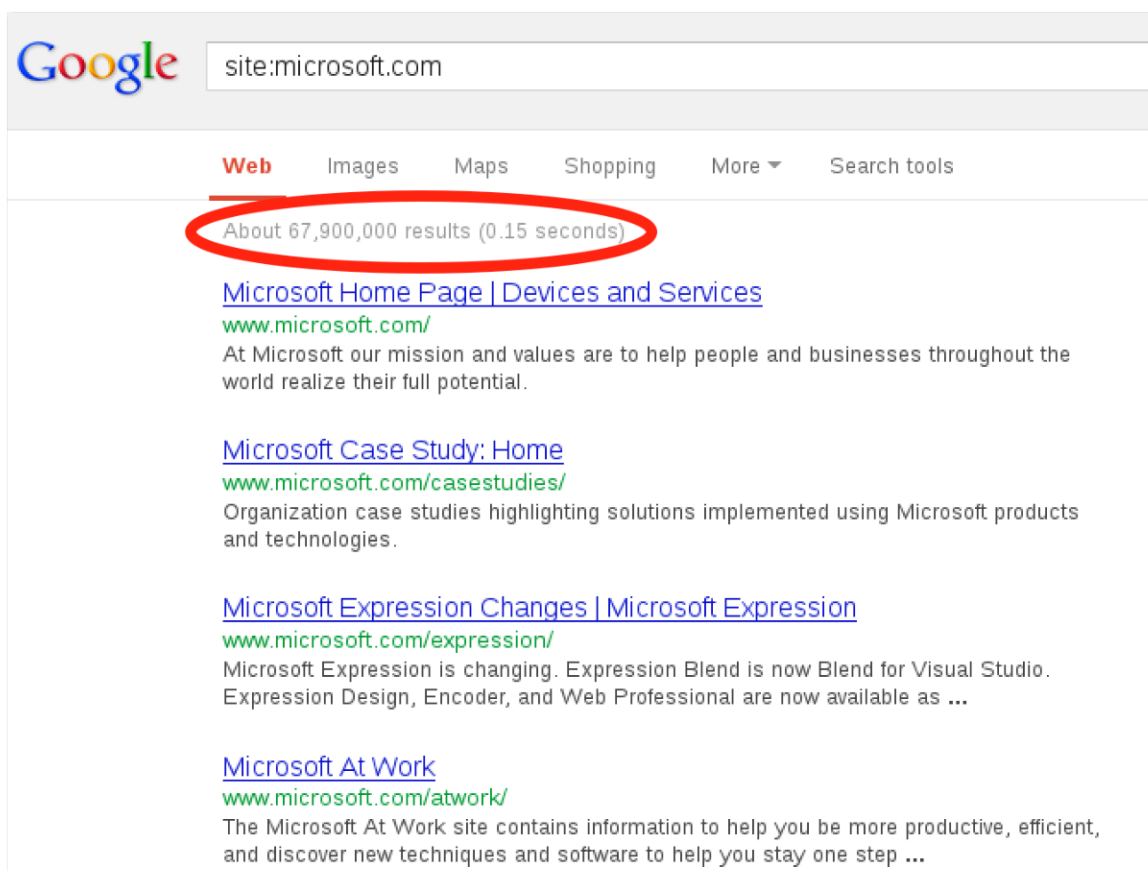 Google
site:microsoft.com
Web Images Maps Shopping More Search tools
About 67,900,000 results (0.15 seconds)
Microsoft Home Page | Devices and Services
www.microsoft.com/
At Microsoft our mission and values are to help people and businesses throughout the
world realize their full potential.
Microsoft Case Study: Home
www.microsoft.com/casestudies/
Organization case studies highlighting solutions implemented using Microsoft products
and technologies.
Microsoft Expression Changes | Microsoft Expression
www.microsoft.com/expression/
Microsoft Expression is changing. Expression Blend is now Blend for Visual Studio.
Expression Design, Encoder, and Web Professional are now available as ...
Microsoft At Work
www.microsoft.com/atwork/
The Microsoft At Work site contains information to help you be more productive, efficient,
and discover new techniques and software to help you stay one step ...